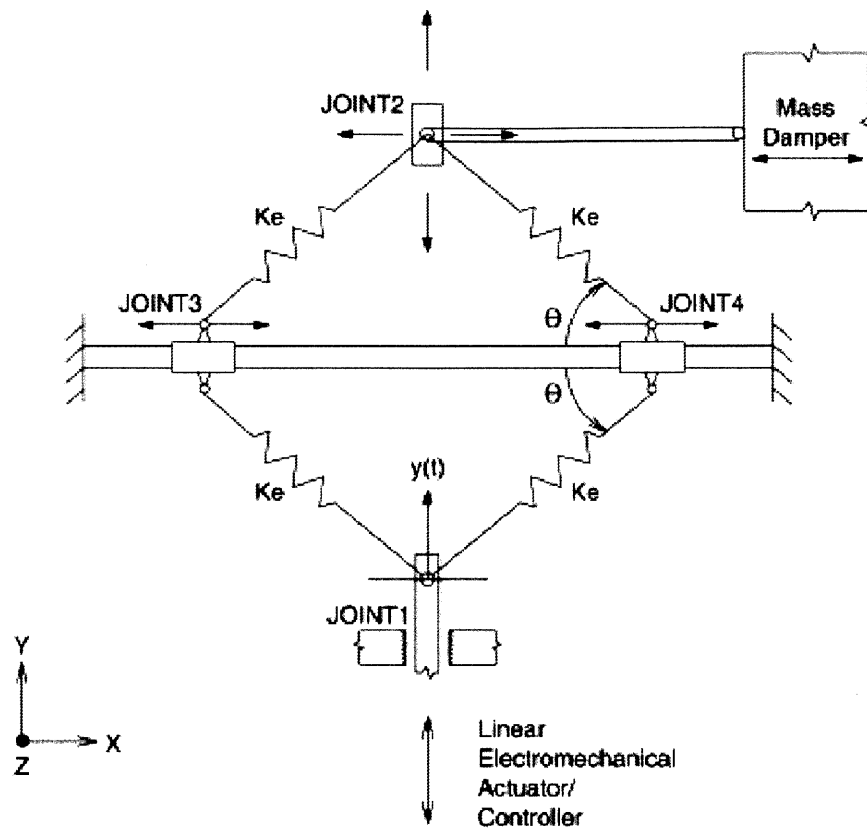 JOINT2
Mass
Damper
Ke
Ke
JOINT3
JOINT4
θ
θ
Ke
y(t)
Ke
JOINT1
Y
X
Z
Linear
Electromechanical
Actuator/
Controller